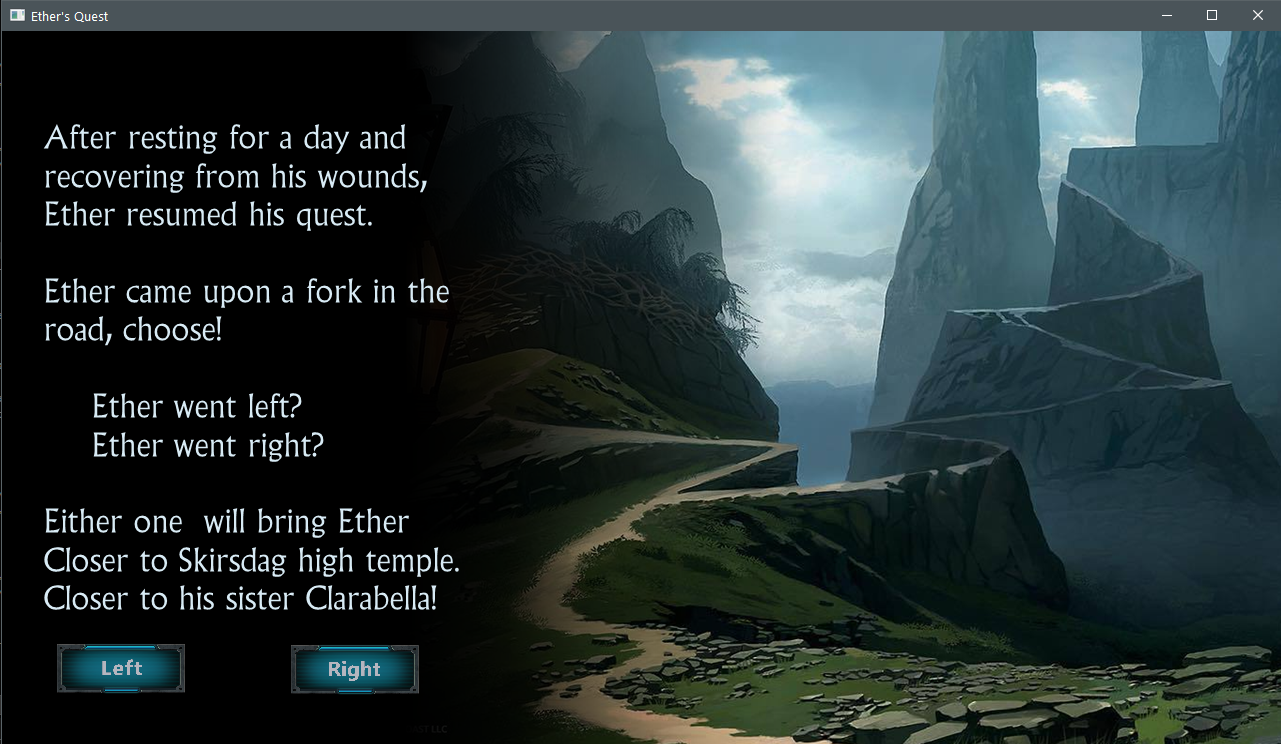 Ether's Quest
After resting for a day and
recovering from his wounds,
Ether resumed his quest.
Ether came upon a fork in the
road, choose!
Ether went left?
Ether went right?
Either one  will bring Ether
Closer to Skirsdag high temple.
Closer to his sister Clarabella!
Left
Right
LLC